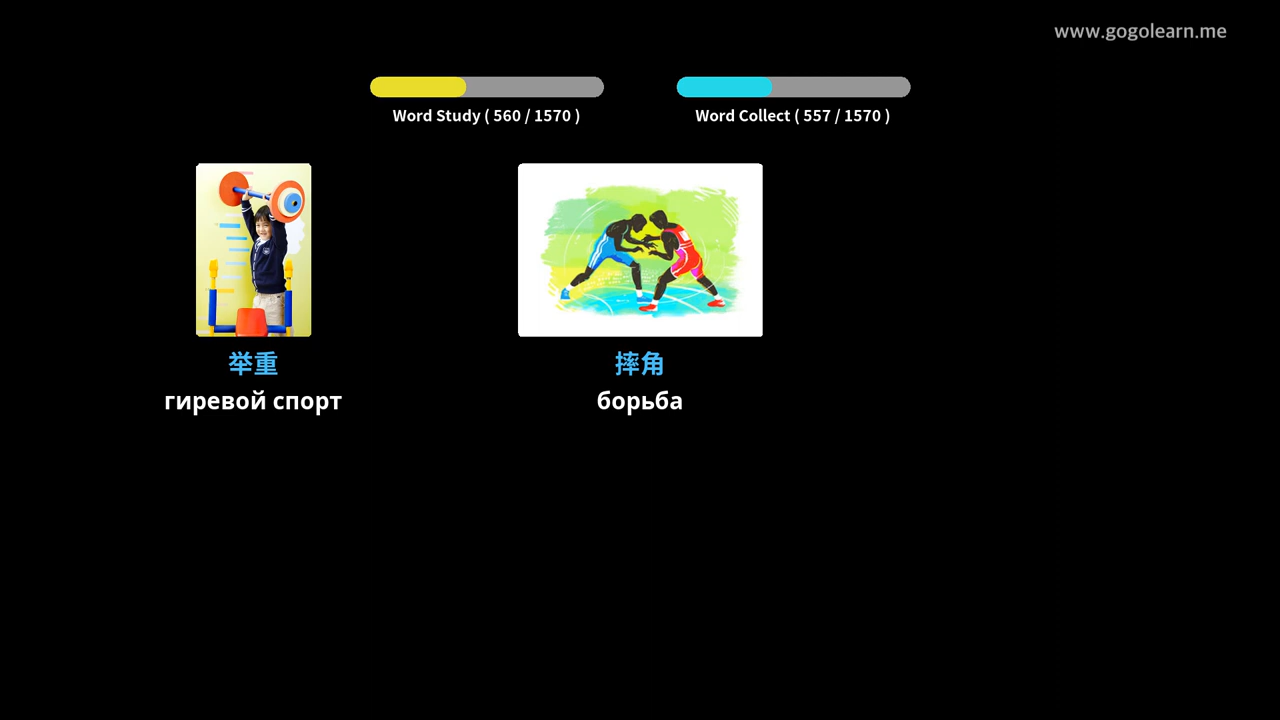 www.gogolearn.me
Word Study ( 560 / 1570 )
Word Collect ( 557 / 1570 )
举重
гиревой спорт
摔角
борьба